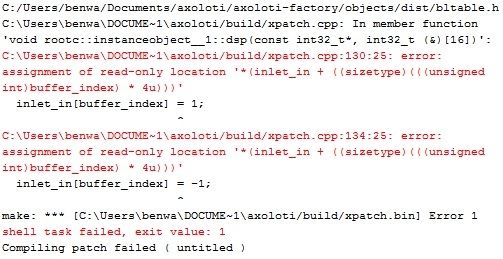 C:/Users/benwa/Documents/axoloti/axoloti-factory/objects/dist/bltable.h
C:\Users\benwa\DOCUME~1\axoloti/build/xpatch.cpp: In member function
'void rootc::instanceobject__1::dsp(const int32_t*, int32_t (&)[16])':
C:\Users\benwa\DOCUME~1\axoloti/build/xpatch.cpp:130:25: error:
assignment of read-only location '*(inlet_in + ((sizetype)(((unsigned
int)buffer_index) * 4u)))'
inlet_in[buffer_index] = 1;
^
C:\Users\benwa\DOCUME~1\axoloti/build/xpatch.cpp:134:25: error:
assignment of read-only location '*(inlet_in + ((sizetype)(((unsigned
int)buffer_index) * 4u)))'
inlet_in[buffer_index] = -1;
^
make: *** [C:\Users\benwa\DOCUME~1\axoloti/build/xpatch.bin] Error 1
shell task failed, exit value: 1
Compiling patch failed ( untitled )